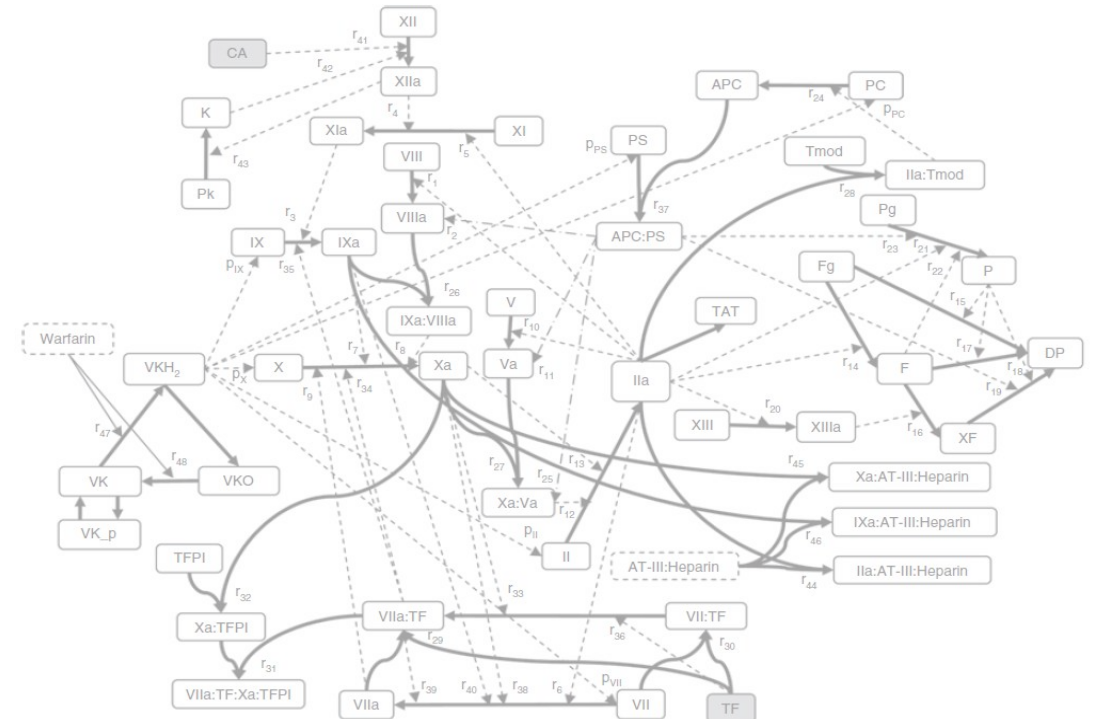 XII
r41
CA
r42
XIIa
APC
r24
PC
K
r4
pPC
XIa
XI
PS
pPS
Tmod
r43
VIII
r5
r1
IIa:Tmod
Pk
r28
r3
VIIIa
r37
Pg
IX
IXa
r2
APC:PS
r23
r21
pIX
r35
Fg
r22
P
r26
V
r15
IXa:VIIIa
TAT
Warfarin
r10
r7
r8
r17
VKH2
pX
X
Xa
Va
r14
DP
r9
r34
r11
IIa
F
r18
r19
r20
XIII
XIIIa
r47
r16
XF
r48
r13
r45
VK
VKO
r27
r25
Xa:AT-III:Heparin
Xa:Va
r12
VK_p
pII
IXa:AT-III:Heparin
r46
TFPI
II
AT-III:Heparin
IIa:AT-III:Heparin
r44
r32
r33
Xa:TFPI
VIIa:TF
VII:TF
r29
r36
r30
r31
VIIa:TF:Xa:TFPI
VIIa
r39
r40
r38
r6
pVII
VII
TF